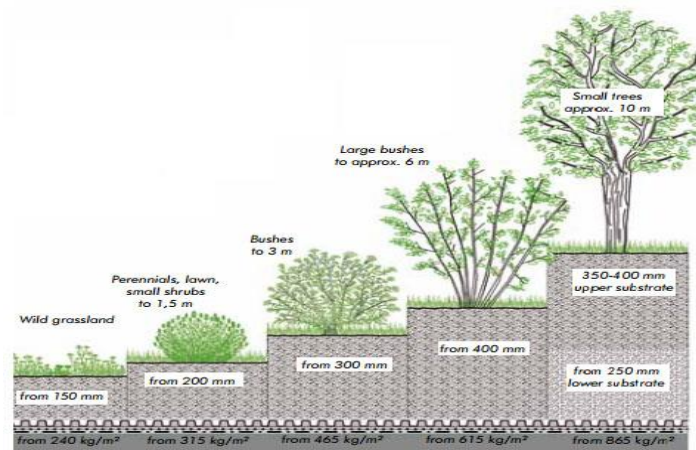 Small trees
approx. 10 m
Large bushes
to approx. 6 m
Bushes
to 3 m
Perennials, lawn,
small shrubs
to 1,5 m
Wild grassland
350-400 mm
upper substrate
from 400 mm
from 300 mm
from 250 mm
lower substrate
from 200 mm
from 150 mm
from 240 kg/m²
from 315 kg/m²
from 465 kg/m²
from 615 kg/m²
from 865 kg/m²